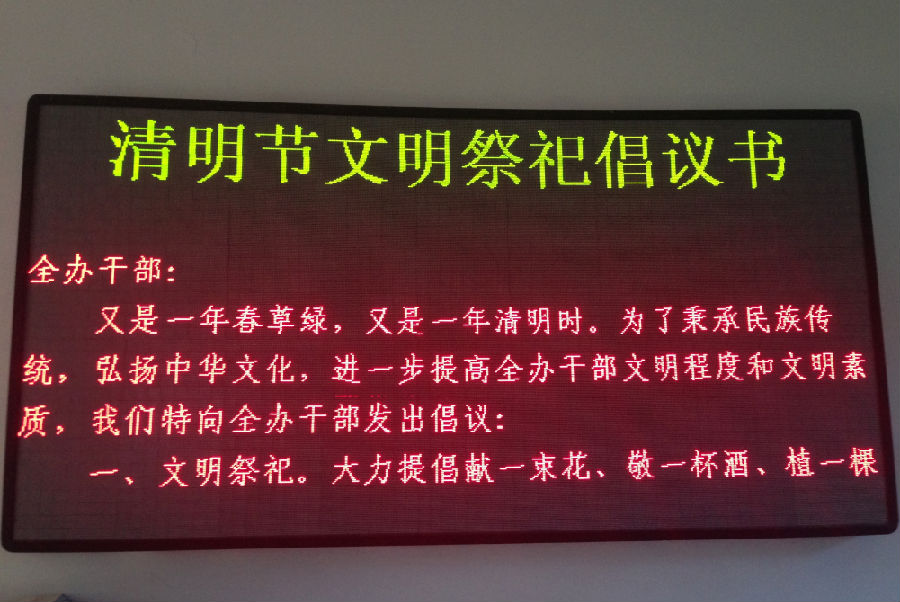 清明节文明祭祀倡议书
全办干部：
又是一年春草绿，又是一年清明时。为了秉承民族传
统，弘扬中华文化，进一步提高全办干部文明程度和文明素
质，我们特向全办干部发出倡议：
一、文明祭祀。大力提倡献一束花、敬一杯酒、植一棵